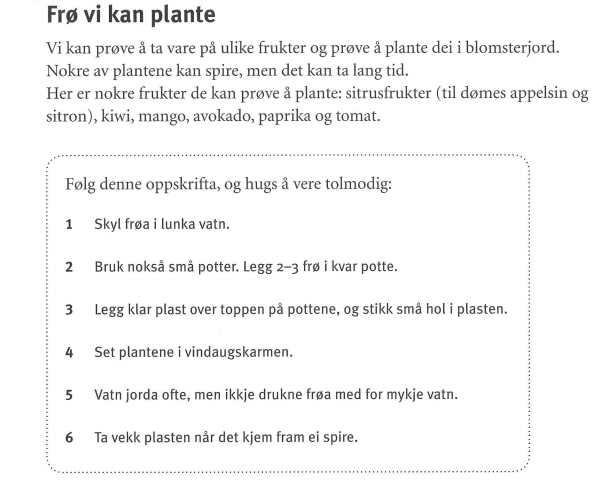 Frø vi kan plante
Vi kan prøve å ta vare på ulike frukter og prøve å plante dei i blomsterjord.
Nokre av plantene kan spire, men det kan ta lang tid.
Her er nokre frukter de kan prøve å plante: sitrusfrukter (til dømes appelsin og
sitron), kiwi, mango, avokado, paprika og tomat.
Følg denne oppskrifta, og hugs å vere tolmodig:
1 Skyl frøa i lunka vatn.
2 Bruk nokså små potter. Legg 2–3 frø i kvar potte.
3 Legg klar plast over toppen på pottene, og stikk små hol i plasten.
4 Set plantene i vindaugskarmen.
5 Vatn jorda ofte, men ikkje drukne frøa med for mykje vatn.
6 Ta vekk plasten når det kjem fram ei spire.